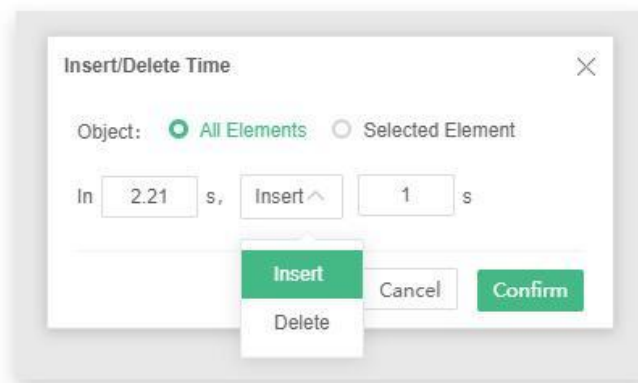 Insert/Delete Time
Object: All Elements Selected Element
In 2.21 s, Insert 1 s
Insert
Cancel Confirm
Delete